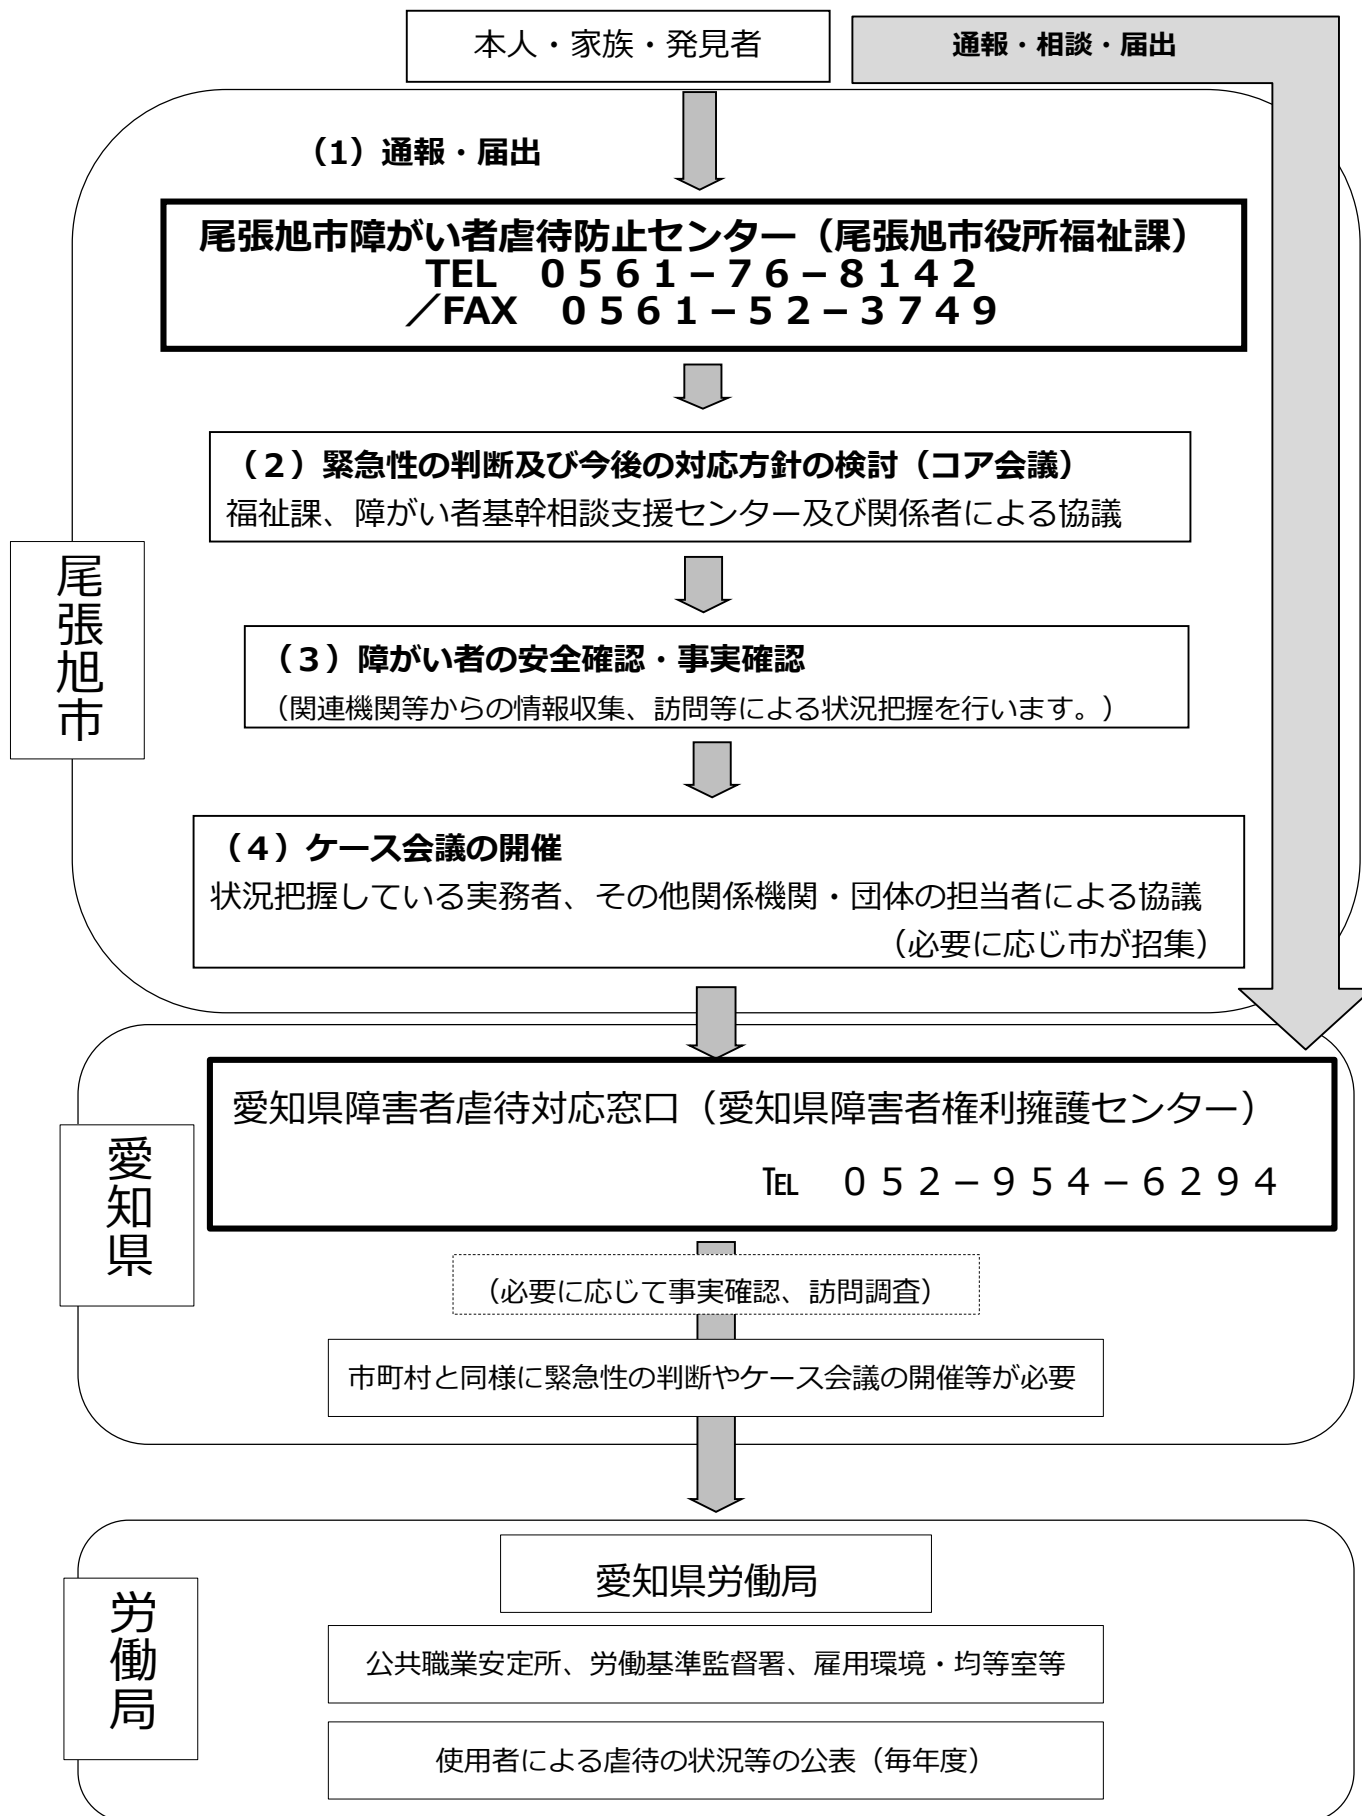 本人・家族・発見者
通報・相談・届出
（1）通報・届出
尾張旭市障がい者虐待防止センター（尾張旭市役所福祉課）
TEL　０５６１－７６－８１４２
／FAX　０５６１－５２－３７４９
（２）緊急性の判断及び今後の対応方針の検討（コア会議）
福祉課、障がい者基幹相談支援センター及び関係者による協議
尾張旭市
（３）障がい者の安全確認・事実確認
（関連機関等からの情報収集、訪問等による状況把握を行います。）
（４）ケース会議の開催
状況把握している実務者、その他関係機関・団体の担当者による協議
（必要に応じ市が招集）
愛知県障害者虐待対応窓口（愛知県障害者権利擁護センター）
℡　０５２－９５４－６２９４
愛知県
（必要に応じて事実確認、訪問調査）
市町村と同様に緊急性の判断やケース会議の開催等が必要
愛知県労働局
労働局
公共職業安定所、労働基準監督署、雇用環境・均等室等
使用者による虐待の状況等の公表（毎年度）